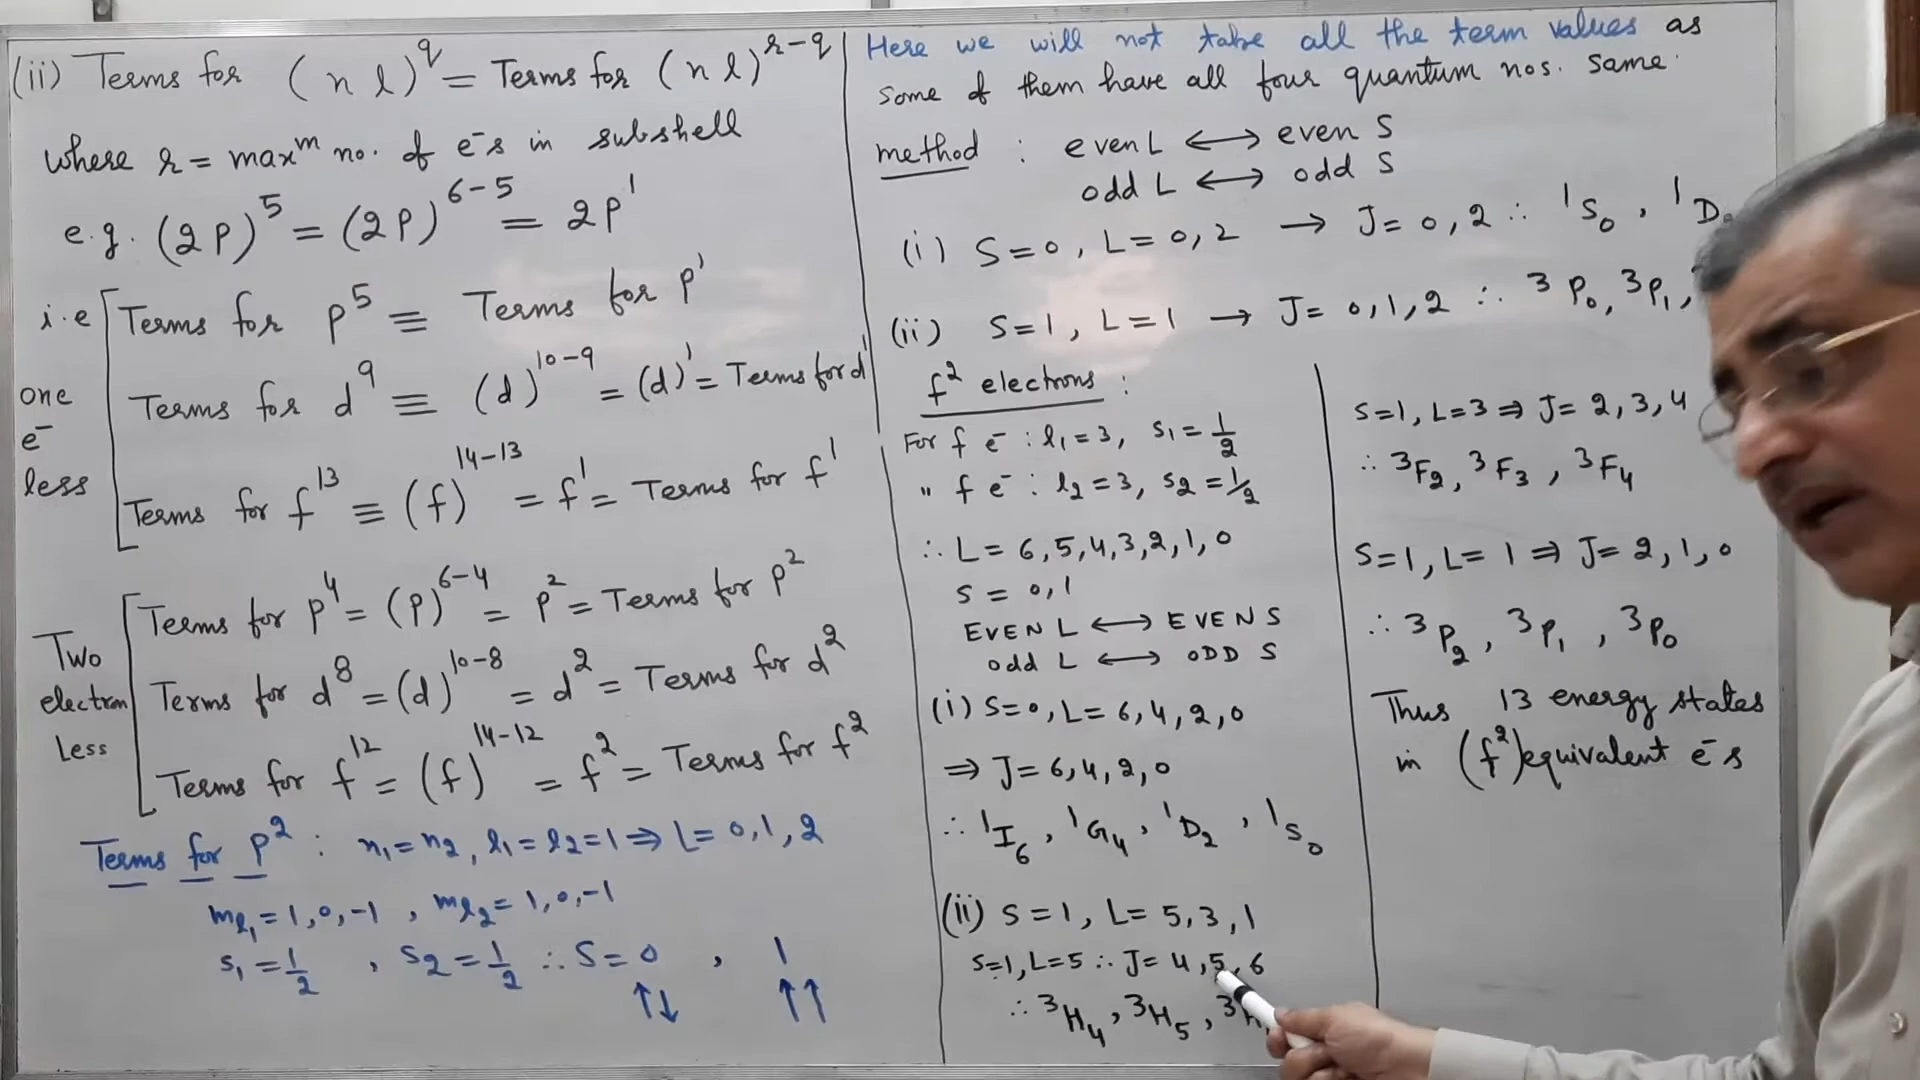 (ii) Terms for (n l)^q = Terms for (n l)^r-q
where r = max^m no. of e⁻s in subshell
e.g. (2P)^5 = (2P)^6-5 = 2p^1
i.e
one
e⁻
less
Terms for p^5 ≡ Terms for p^1
Terms for d^9 ≡ (d)^10-9 = (d)^1 = Terms for d^1
Terms for f^13 ≡ (f)^14-13 = f^1 = Terms for f^1
Two
electron
Less
Terms for p^4 = (p)^6-4 = p^2 = Terms for p^2
Terms for d^8 = (d)^10-8 = d^2 = Terms for d^2
Terms for f^12 = (f)^14-12 = f^2 = Terms for f^2
Terms for p^2 : n₁ = n₂, l₁ = l₂ = 1 ⇒ L = 0, 1, 2
m_l₁ = 1, 0, -1 , m_l₂ = 1, 0, -1
s₁ = 1/2 , s₂ = 1/2 ∴ S = 0 , 1
↑↓ ↑↑
Here we will not take all the term values as
some of them have all four quantum nos. same.
method : even L ⟷ even S
odd L ⟷ odd S
(i) S = 0, L = 0, 2 → J = 0, 2 ∴ ¹S₀, ¹D
(ii) S = 1, L = 1 → J = 0, 1, 2 ∴ ³P₀, ³P₁,
f² electrons :
For f e⁻ : l₁ = 3, s₁ = 1/2
" f e⁻ : l₂ = 3, s₂ = 1/2
∴ L = 6, 5, 4, 3, 2, 1, 0
S = 0, 1
EVEN L ⟷ EVEN S
odd L ⟷ ODD S
(i) S = 0, L = 6, 4, 2, 0
⇒ J = 6, 4, 2, 0
∴ ¹I₆, ¹G₄, ¹D₂, ¹S₀
(ii) S = 1, L = 5, 3, 1
S=1, L=5 ∴ J = 4, 5, 6
∴ ³H₄, ³H₅, ³H
S=1, L=3 ⇒ J = 2, 3, 4
∴ ³F₂, ³F₃, ³F₄
S=1, L=1 ⇒ J = 2, 1, 0
∴ ³P₂, ³P₁, ³P₀
Thus 13 energy states
in (f²) equivalent e⁻s